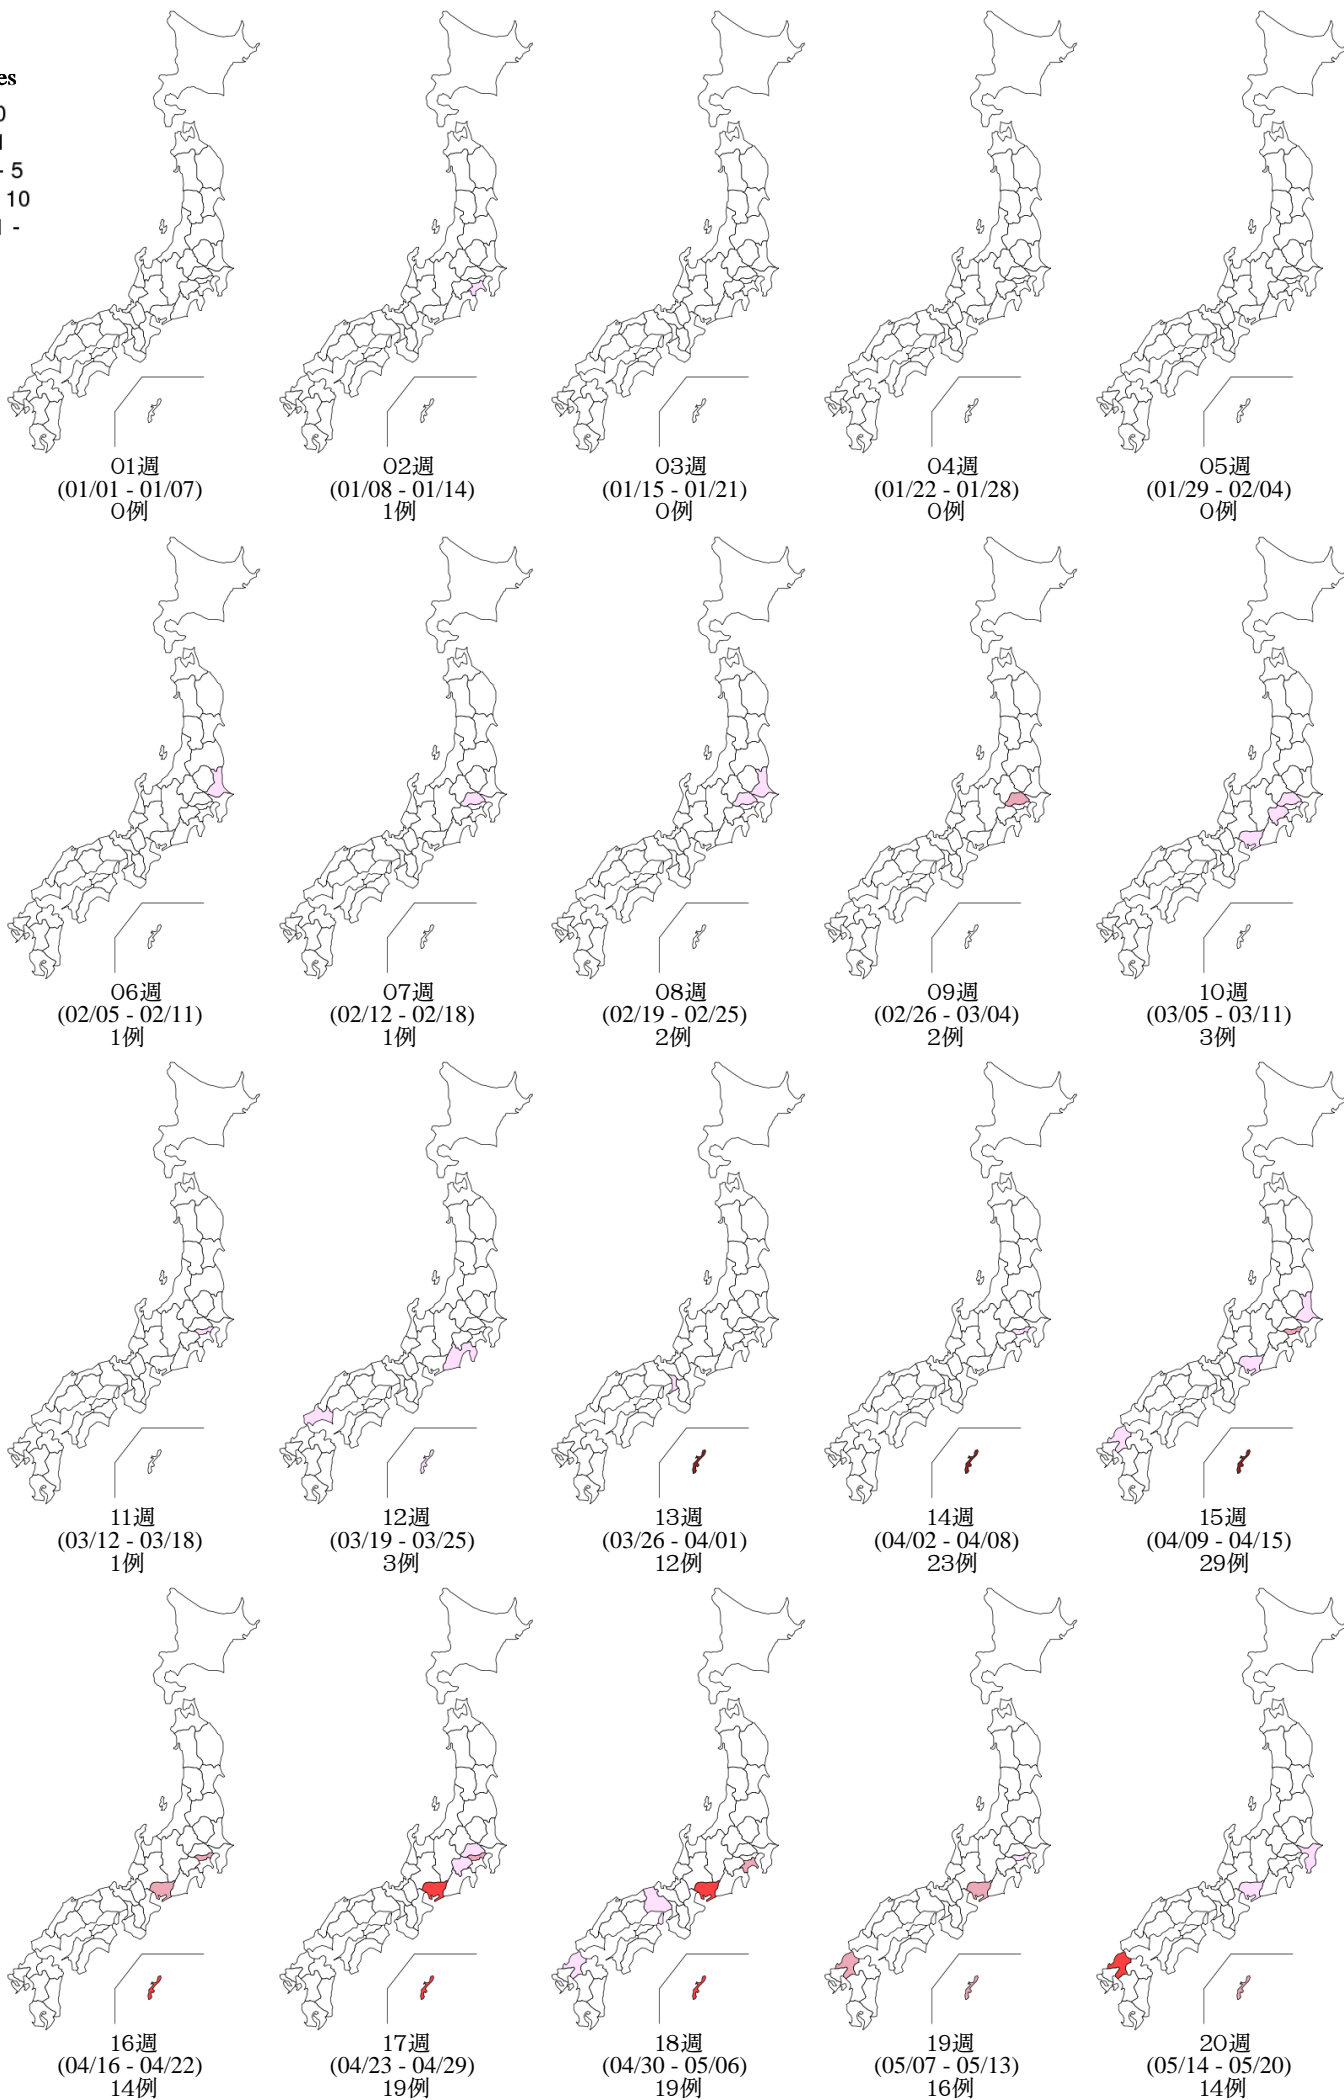 es
0
1
- 5
10
1 -
01週
(01/01 - 01/07)
0例
02週
(01/08 - 01/14)
1例
03週
(01/15 - 01/21)
0例
04週
(01/22 - 01/28)
0例
05週
(01/29 - 02/04)
0例
06週
(02/05 - 02/11)
1例
07週
(02/12 - 02/18)
1例
08週
(02/19 - 02/25)
2例
09週
(02/26 - 03/04)
2例
10週
(03/05 - 03/11)
3例
11週
(03/12 - 03/18)
1例
12週
(03/19 - 03/25)
3例
13週
(03/26 - 04/01)
12例
14週
(04/02 - 04/08)
23例
15週
(04/09 - 04/15)
29例
16週
(04/16 - 04/22)
14例
17週
(04/23 - 04/29)
19例
18週
(04/30 - 05/06)
19例
19週
(05/07 - 05/13)
16例
20週
(05/14 - 05/20)
14例